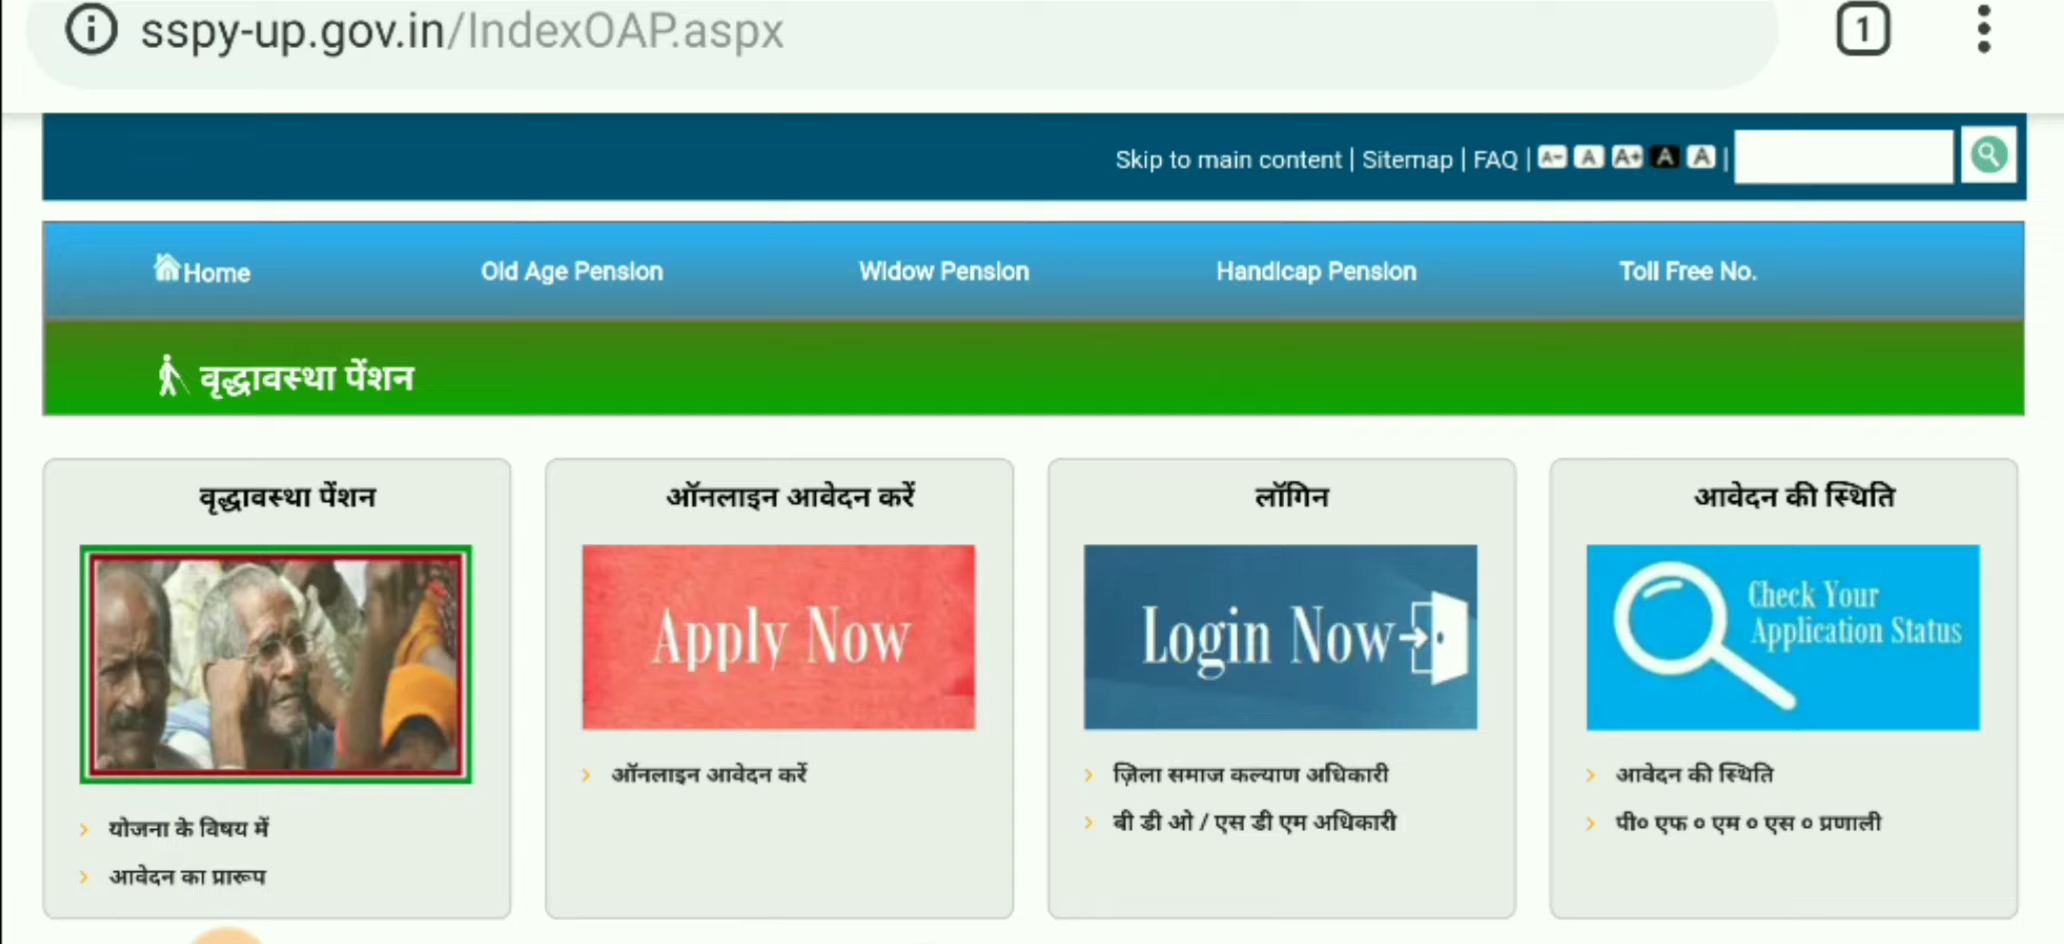 sspy-up.gov.in/IndexOAP.aspx
1
Skip to main content | Sitemap | FAQ | A- A A+ A A |
Home Old Age Pension Widow Pension Handicap Pension Toll Free No.
वृद्धावस्था पेंशन
वृद्धावस्था पेंशन
योजना के विषय में
आवेदन का प्रारूप
ऑनलाइन आवेदन करें
Apply Now
ऑनलाइन आवेदन करें
लॉगिन
Login Now
ज़िला समाज कल्याण अधिकारी
बी डी ओ / एस डी एम अधिकारी
आवेदन की स्थिति
Check Your
Application Status
आवेदन की स्थिति
पी० एफ ० एम ० एस ० प्रणाली